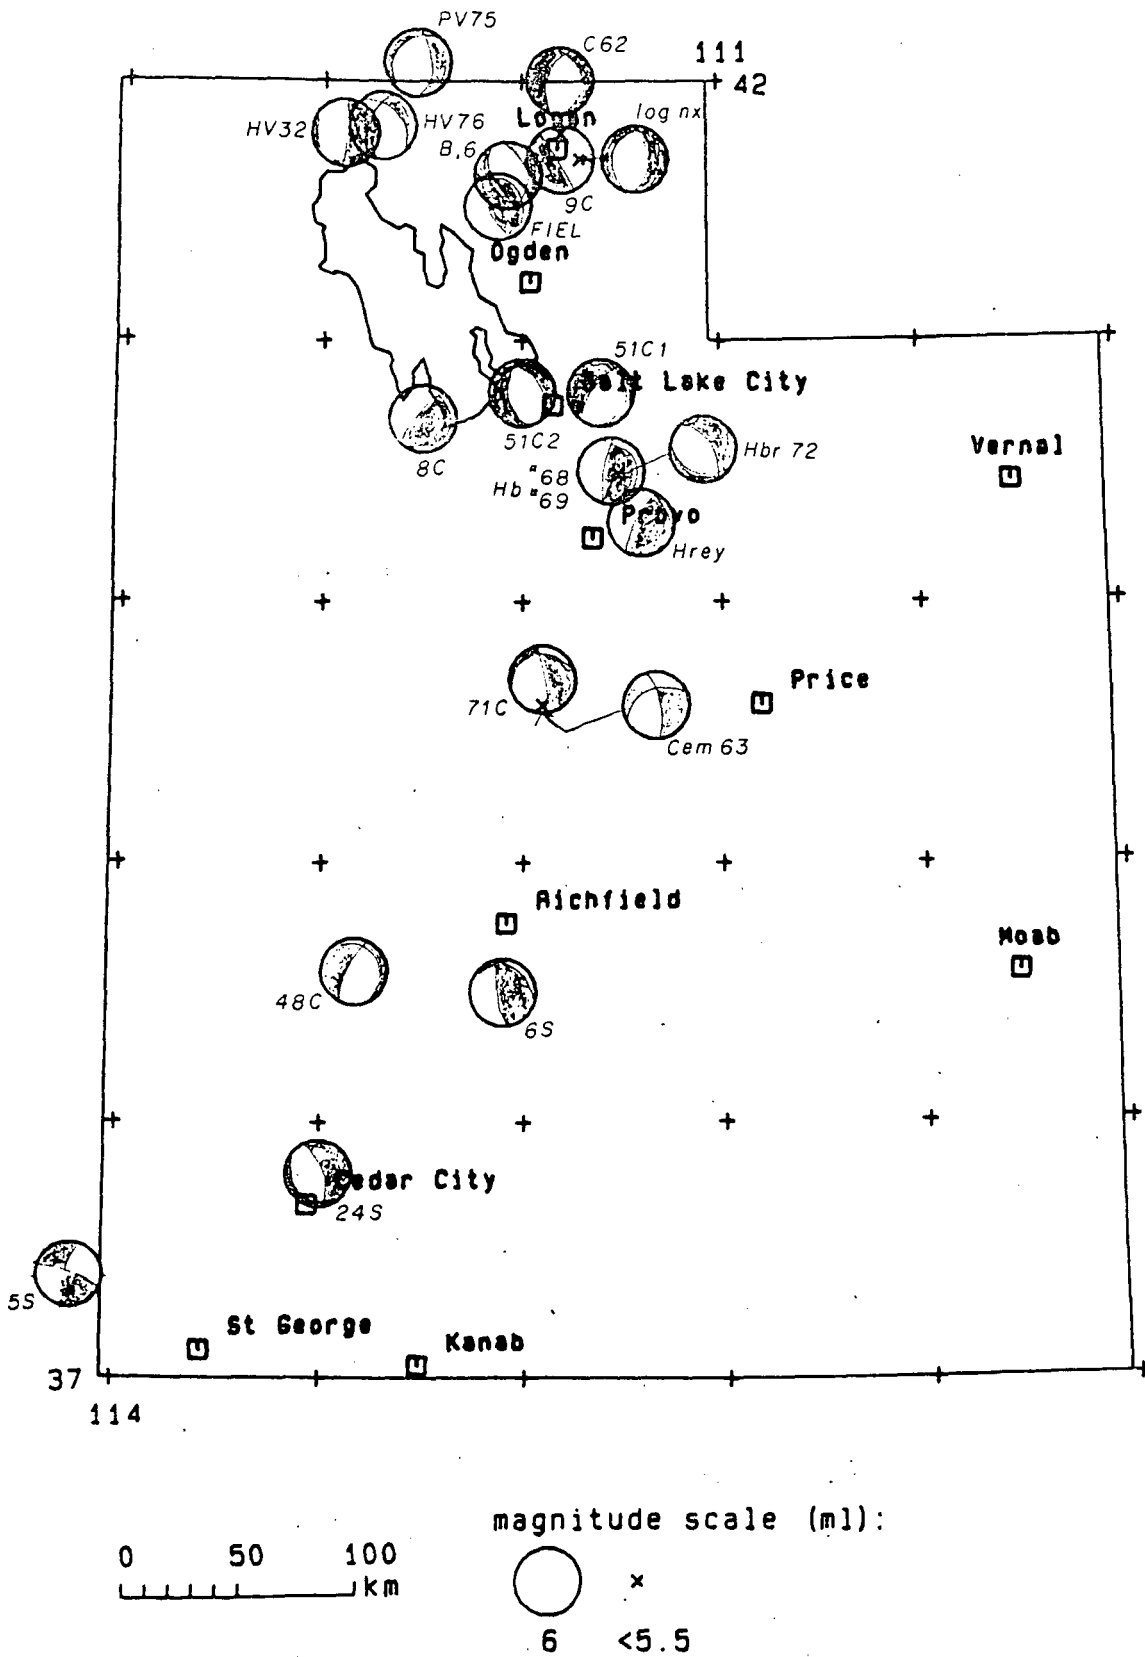 PV75
C62
111
42
HV32
HV76
Logan
log nx
B.6
9C
FIEL
Ogden
51C1
Salt Lake City
51C2
8C
Hbr 72
Vernal
"68
Hb "69
Provo
Hrey
71C
Price
Cem 63
Richfield
Moab
48C
6S
Cedar City
24S
5S
St George
Kanab
37
114
magnitude scale (ml):
0 50 100
km
6 <5.5